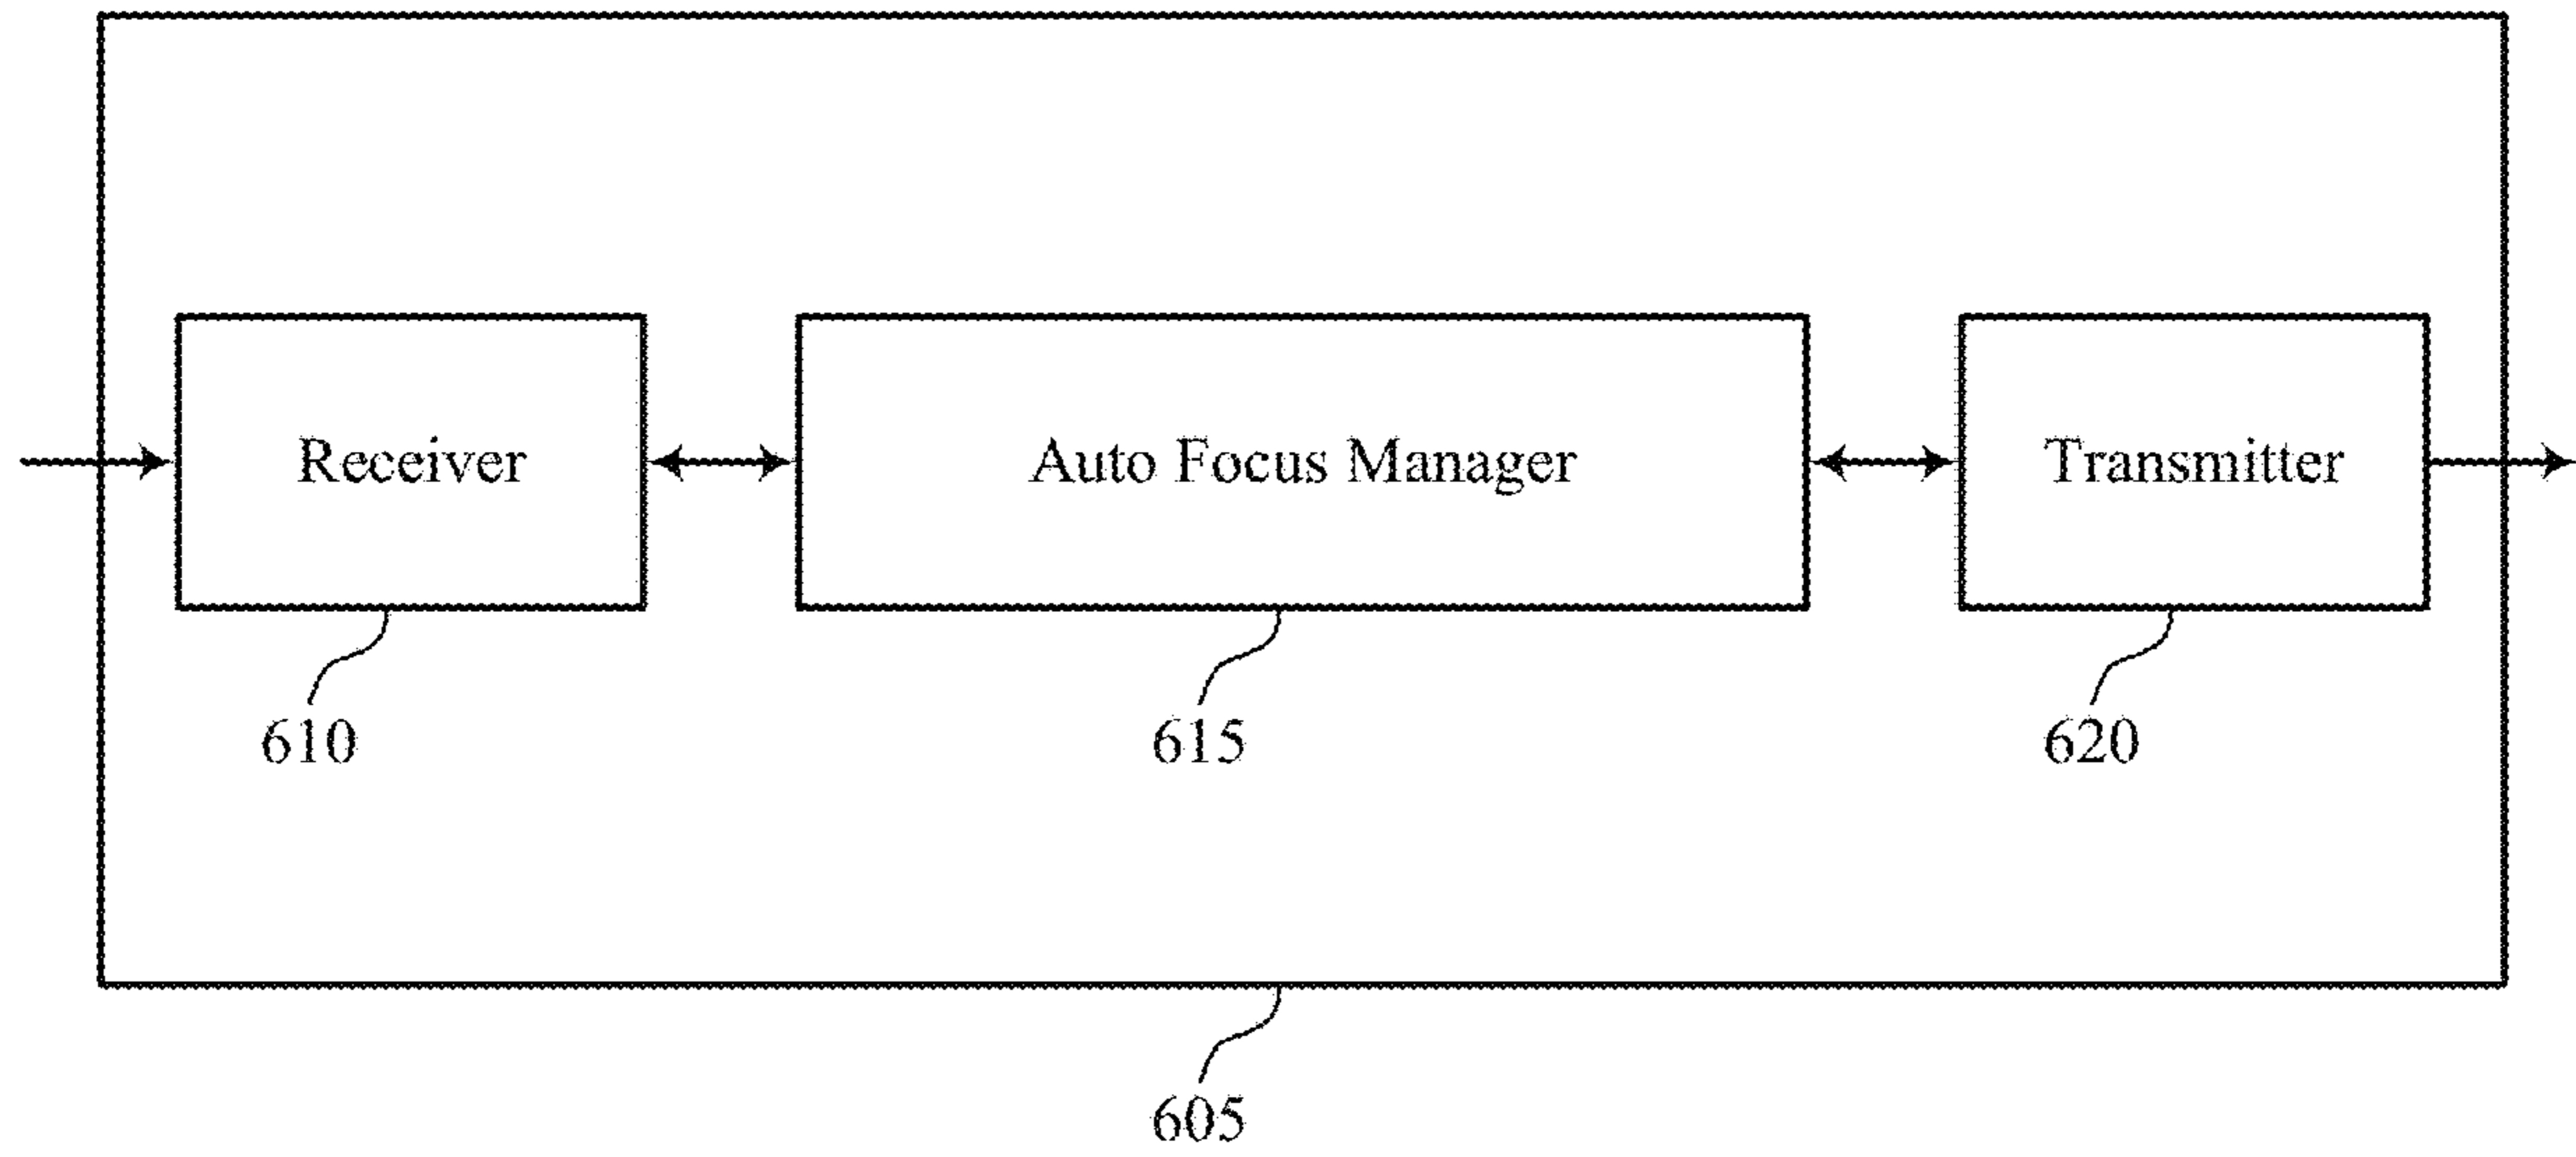 Receiver
Auto Focus Manager
Transmitter
610
615
620
605